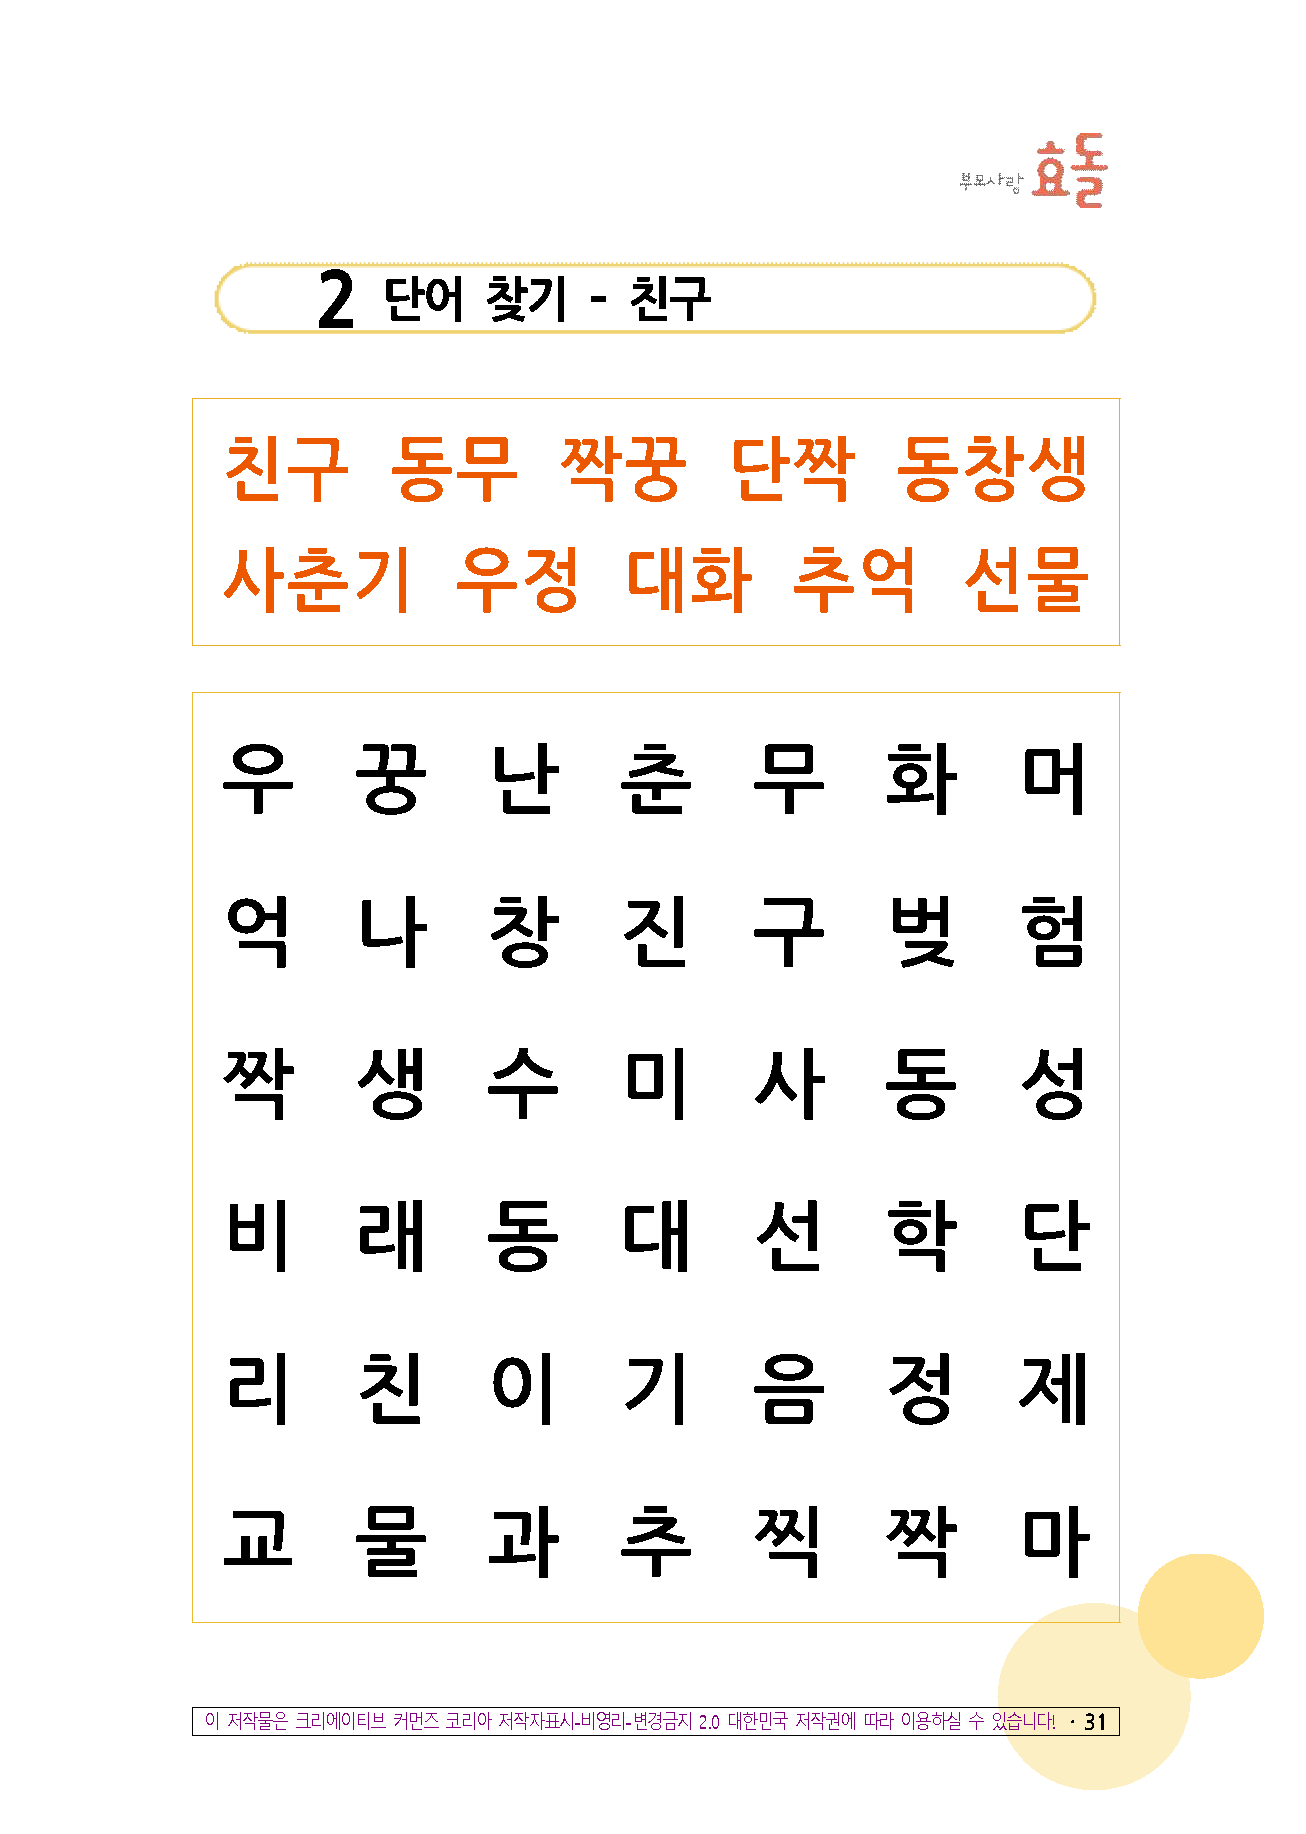 부모사랑 효돌
2 단어 찾기 - 친구
친구 동무 짝꿍 단짝 동창생
사춘기 우정 대화 추억 선물
우 꿍 난 춘 무 화 머
억 나 창 진 구 벚 험
짝 생 수 미 사 동 성
비 래 동 대 선 학 단
리 친 이 기 음 정 제
교 물 과 추 찍 짝 마
이 저작물은 크리에이티브 커먼즈 코리아 저작자표시-비영리-변경금지 2.0 대한민국 저작권에 따라 이용하실 수 있습니다! · 31